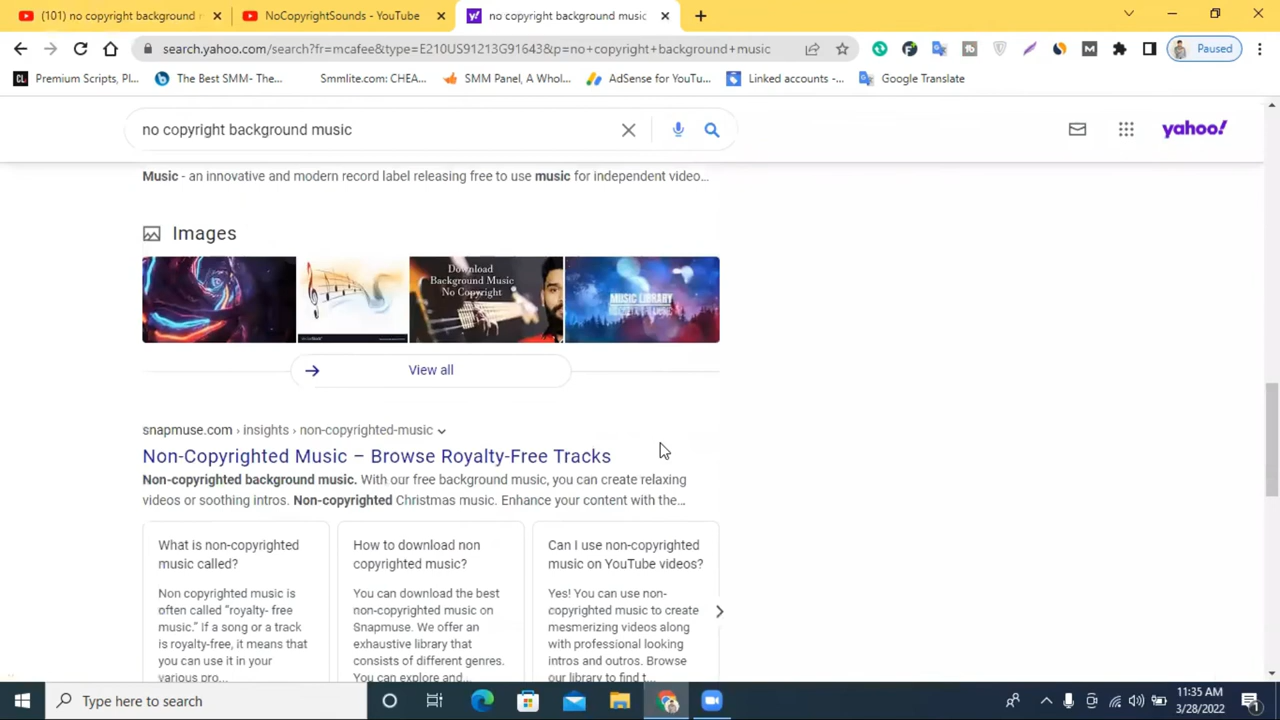 (101) no copyright background m
NoCopyrightSounds - YouTube
no copyright background music
search.yahoo.com/search?fr=mcafee&type=E210US91213G91643&p=no+copyright+background+music
Paused
Premium Scripts, Pl...
The Best SMM- The...
Smmlite.com: CHEA...
SMM Panel, A Whol...
AdSense for YouTu...
Linked accounts -...
Google Translate
no copyright background music
yahoo!
Music - an innovative and modern record label releasing free to use music for independent video...
Images
Download
Background Music
No Copyright
MUSIC LIBRARY
View all
snapmuse.com › insights › non-copyrighted-music
Non-Copyrighted Music – Browse Royalty-Free Tracks
Non-copyrighted background music. With our free background music, you can create relaxing
videos or soothing intros. Non-copyrighted Christmas music. Enhance your content with the...
What is non-copyrighted
music called?
Non copyrighted music is
often called "royalty- free
music." If a song or a track
is royalty-free, it means that
you can use it in your
various pro...
How to download non
copyrighted music?
You can download the best
non-copyrighted music on
Snapmuse. We offer an
exhaustive library that
consists of different genres.
You can explore and...
Can I use non-copyrighted
music on YouTube videos?
Yes! You can use non-
copyrighted music to create
mesmerizing videos along
with professional looking
intros and outros. Browse
our library to find t...
Type here to search
11:35 AM
3/28/2022